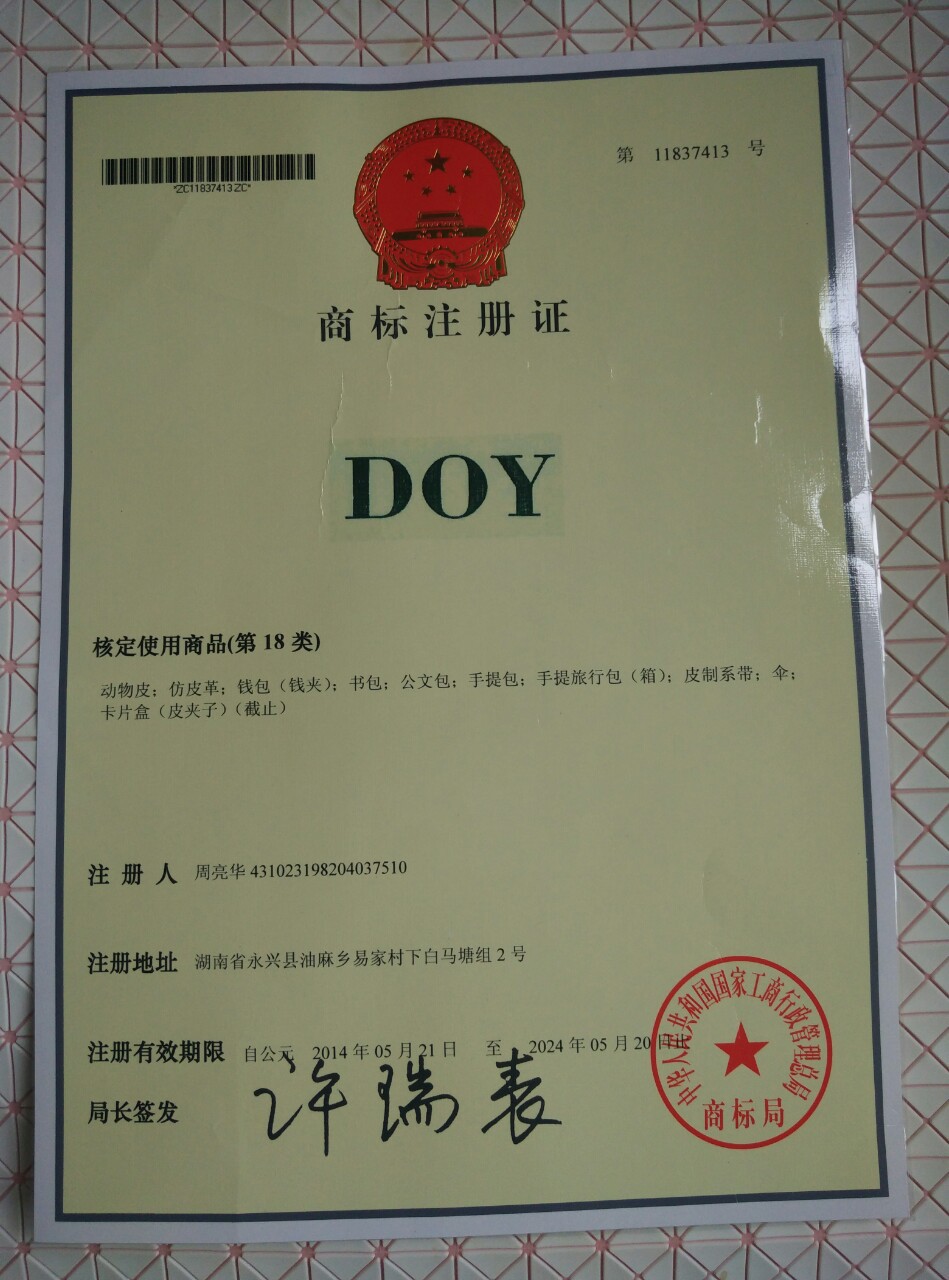 第 11837413 号
*ZC11837413ZC*
商标注册证
DOY
核定使用商品(第 18 类)
动物皮；仿皮革；钱包（钱夹）；书包；公文包；手提包；手提旅行包（箱）；皮制系带；伞；
卡片盒（皮夹子）（截止）
注 册 人 周亮华 431023198204037510
注册地址 湖南省永兴县油麻乡易家村下白马塘组 2 号
注册有效期限 自公元 2014 年 05 月 21 日 至 2024 年 05 月 20 日止
局长签发 许瑞表
中华人民共和国国家工商行政管理总局
商标局